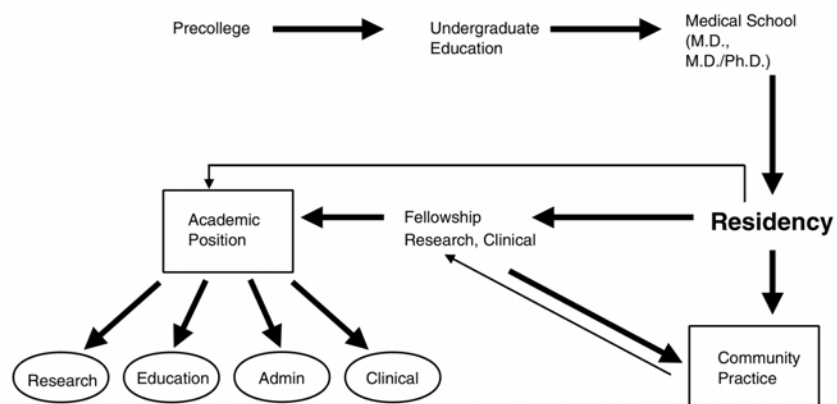 Precollege
Undergraduate
Education
Medical School
(M.D.,
M.D./Ph.D.)
Academic
Position
Fellowship
Research, Clinical
Residency
Research
Education
Admin
Clinical
Community
Practice